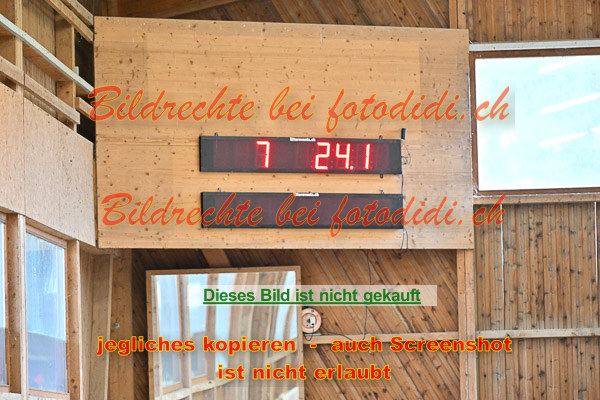 Bildrechte bei fotodidi.ch
7 24.1
Bildrechte bei fotodidi.ch
Dieses Bild ist nicht gekauft
jegliches kopieren - auch Screenshot
ist nicht erlaubt